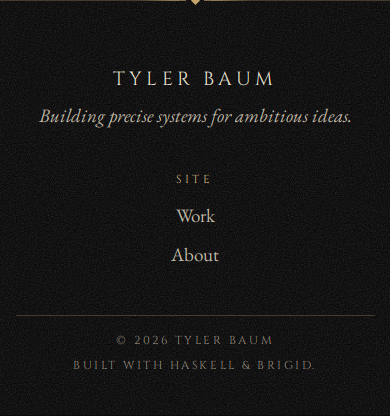 TYLER BAUM
Building precise systems for ambitious ideas.
SITE
Work
About
© 2026 TYLER BAUM
BUILT WITH HASKELL & BRIGID.